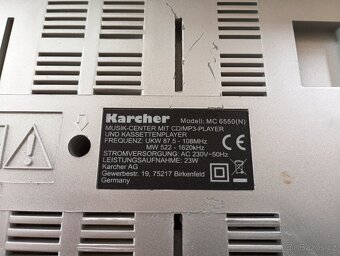 Karcher Modell: MC 6550(N)
MUSIK-CENTER MIT CD/MP3-PLAYER
UND KASSETTENPLAYER
FREQUENZ: UKW 87.5 - 108MHz
MW 522 - 1620kHz
STROMVERSORGUNG: AC 230V~50Hz
LEISTUNGSAUFNAHME: 23W
Karcher AG
Gewerbestr. 19, 75217 Birkenfeld
Germany
CE